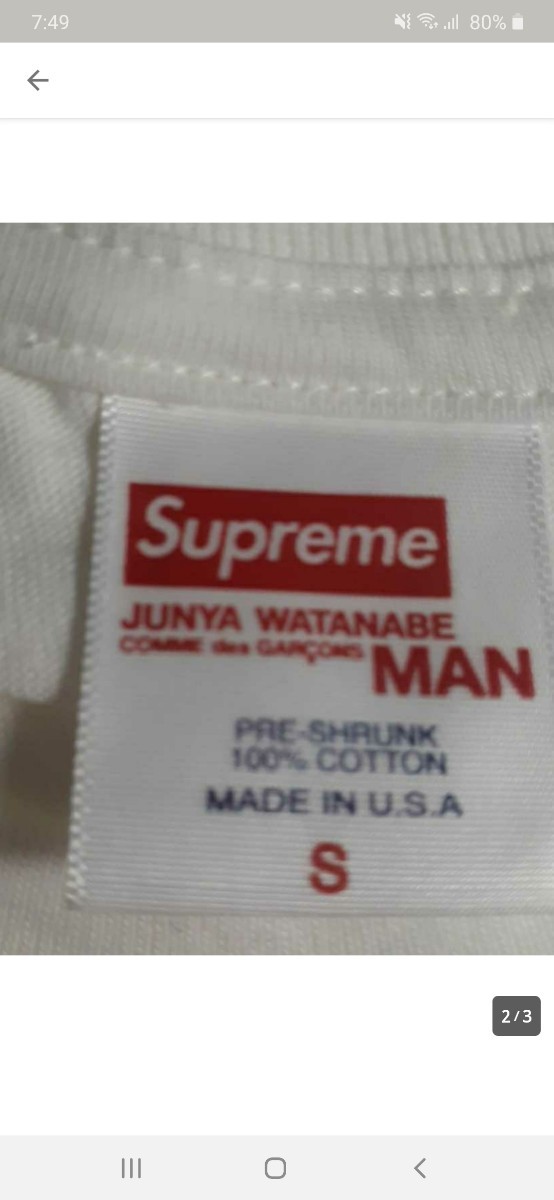 7:49
80%
Supreme
JUNYA WATANABE
COMME des GARÇONS MAN
PRE-SHRUNK
100% COTTON
MADE IN U.S.A
S
2/3